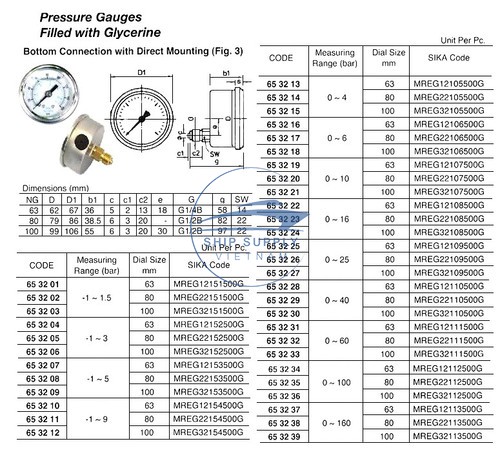 Pressure Gauges
Filled with Glycerine
Bottom Connection with Direct Mounting (Fig. 3)
D1
b1
s
D
G
e
c1 SW
c2
g
Dimensions (mm)
NG D D1 b1 c c1 c2 e G g SW
63 62 67 36 5 2 13 18 G1/4B 58 14
80 79 86 38.5 6 3 20 G1/2B 82 22
100 99 106 55 6 3 20 30 G1/2B 97 22
SHIP SUPPLY
VIETNAM
Unit Per Pc.
CODE Measuring Range (bar) Dial Size mm SIKA Code
65 32 01 -1 ~ 1.5 63 MREG12151500G
65 32 02 80 MREG22151500G
65 32 03 100 MREG32151500G
65 32 04 -1 ~ 3 63 MREG12152500G
65 32 05 80 MREG22152500G
65 32 06 100 MREG32152500G
65 32 07 -1 ~ 5 63 MREG12153500G
65 32 08 80 MREG22153500G
65 32 09 100 MREG32153500G
65 32 10 -1 ~ 9 63 MREG12154500G
65 32 11 80 MREG22154500G
65 32 12 100 MREG32154500G
Unit Per Pc.
CODE Measuring Range (bar) Dial Size mm SIKA Code
65 32 13 0 ~ 4 63 MREG12105500G
65 32 14 80 MREG22105500G
65 32 15 100 MREG32105500G
65 32 16 0 ~ 6 63 MREG12106500G
65 32 17 80 MREG22106500G
65 32 18 100 MREG32106500G
65 32 19 0 ~ 10 63 MREG12107500G
65 32 20 80 MREG22107500G
65 32 21 100 MREG32107500G
65 32 22 0 ~ 16 63 MREG12108500G
65 32 23 80 MREG22108500G
65 32 24 100 MREG32108500G
65 32 25 0 ~ 25 63 MREG12109500G
65 32 26 80 MREG22109500G
65 32 27 100 MREG32109500G
65 32 28 0 ~ 40 63 MREG12110500G
65 32 29 80 MREG22110500G
65 32 30 100 MREG32110500G
65 32 31 0 ~ 60 63 MREG12111500G
65 32 32 80 MREG22111500G
65 32 33 100 MREG32111500G
65 32 34 0 ~ 100 63 MREG12112500G
65 32 35 80 MREG22112500G
65 32 36 100 MREG32112500G
65 32 37 0 ~ 160 63 MREG12113500G
65 32 38 80 MREG22113500G
65 32 39 100 MREG32113500G